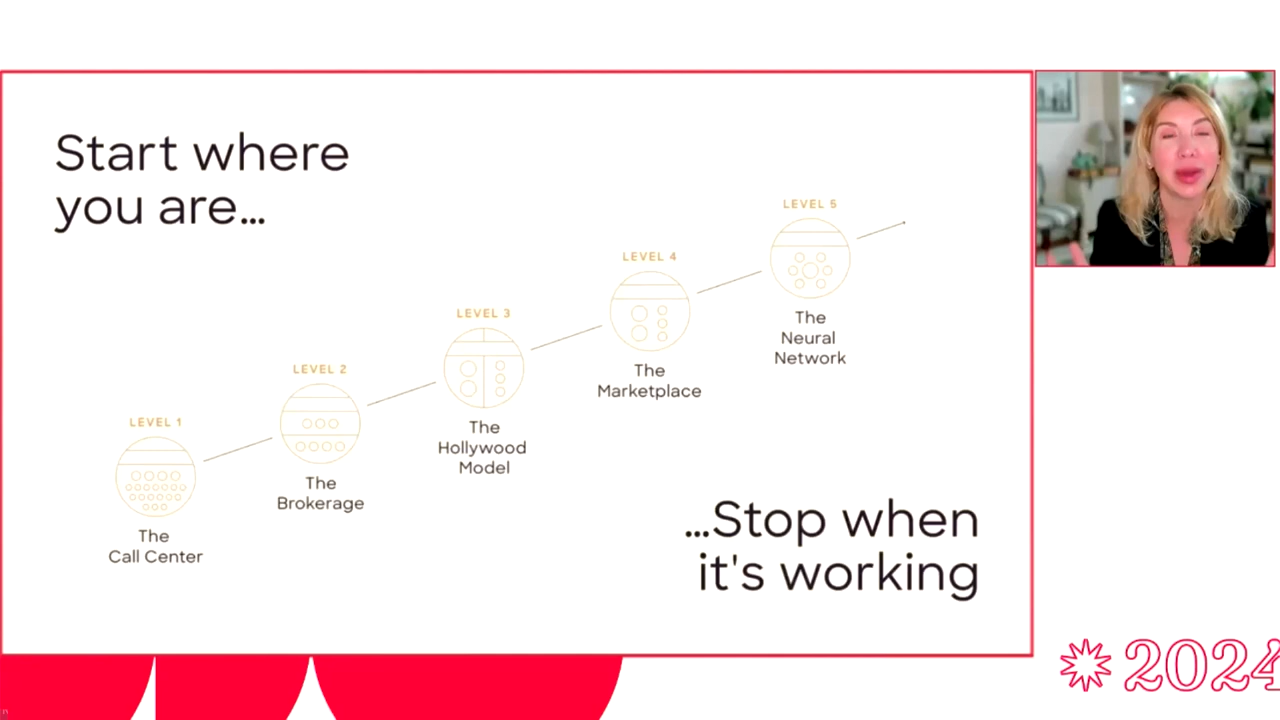 Start where
you are...
LEVEL 1
The
Call Center
LEVEL 2
The
Brokerage
LEVEL 3
The
Hollywood
Model
LEVEL 4
The
Marketplace
LEVEL 5
The
Neural
Network
...Stop when
it's working
2024